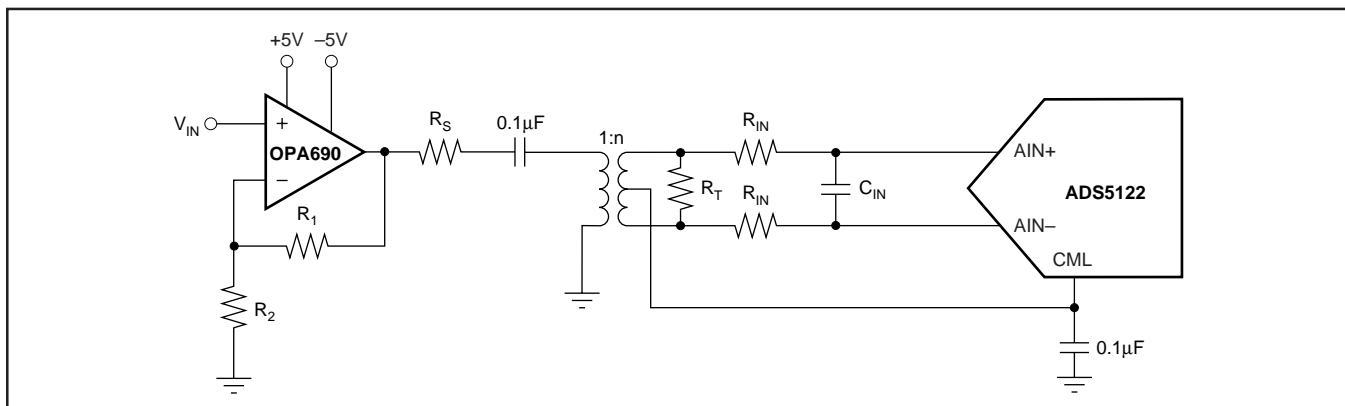 +5V –5V
V_IN
+
OPA690
–
R_S
0.1μF
1:n
R_1
R_2
R_T
R_IN
R_IN
C_IN
AIN+
AIN–
ADS5122
CML
0.1μF